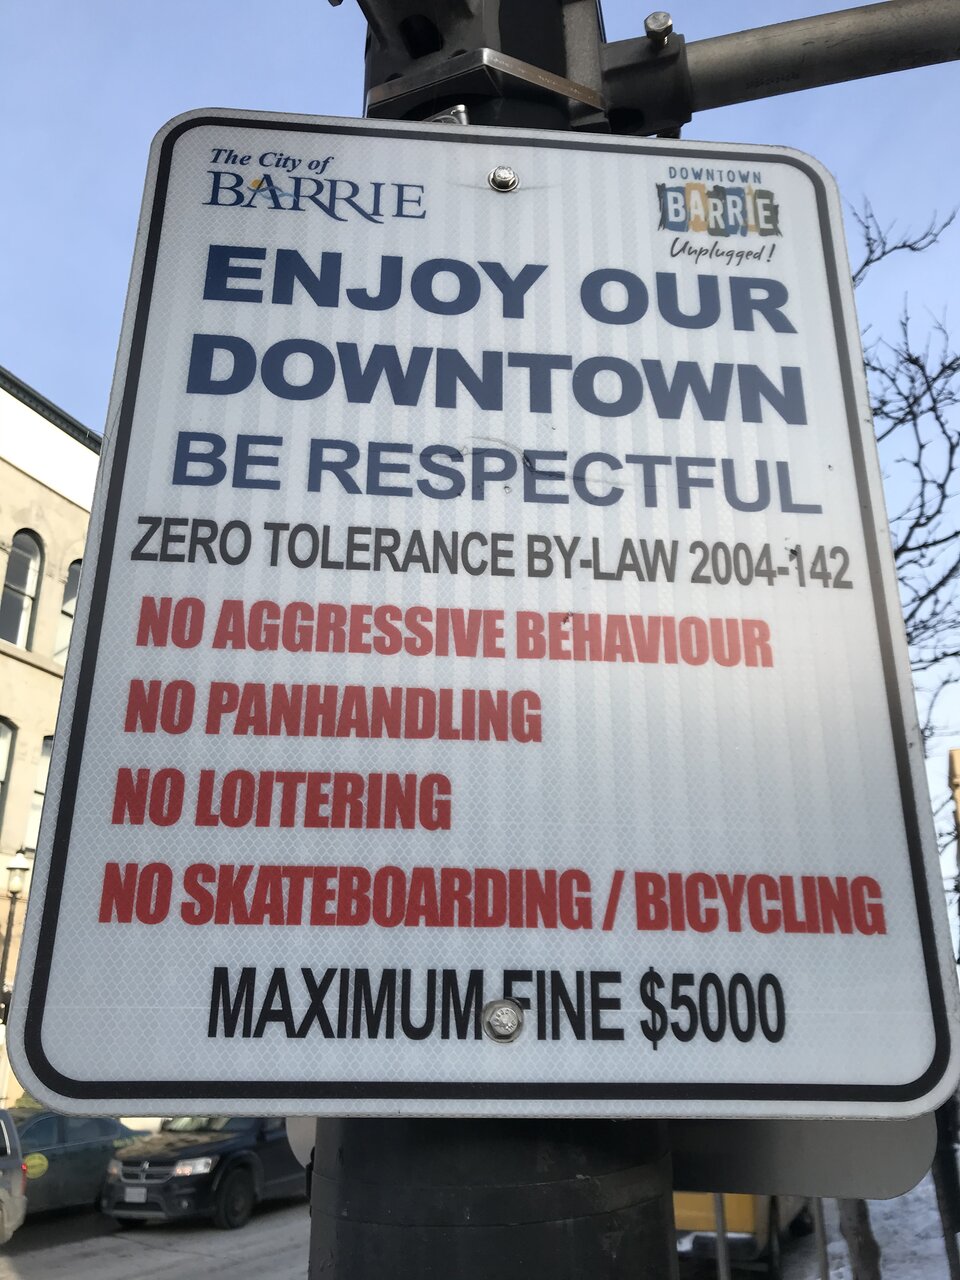 The City of
BARRIE
DOWNTOWN
BARRIE
Unplugged!
ENJOY OUR
DOWNTOWN
BE RESPECTFUL
ZERO TOLERANCE BY-LAW 2004-142
NO AGGRESSIVE BEHAVIOUR
NO PANHANDLING
NO LOITERING
NO SKATEBOARDING / BICYCLING
MAXIMUM FINE $5000